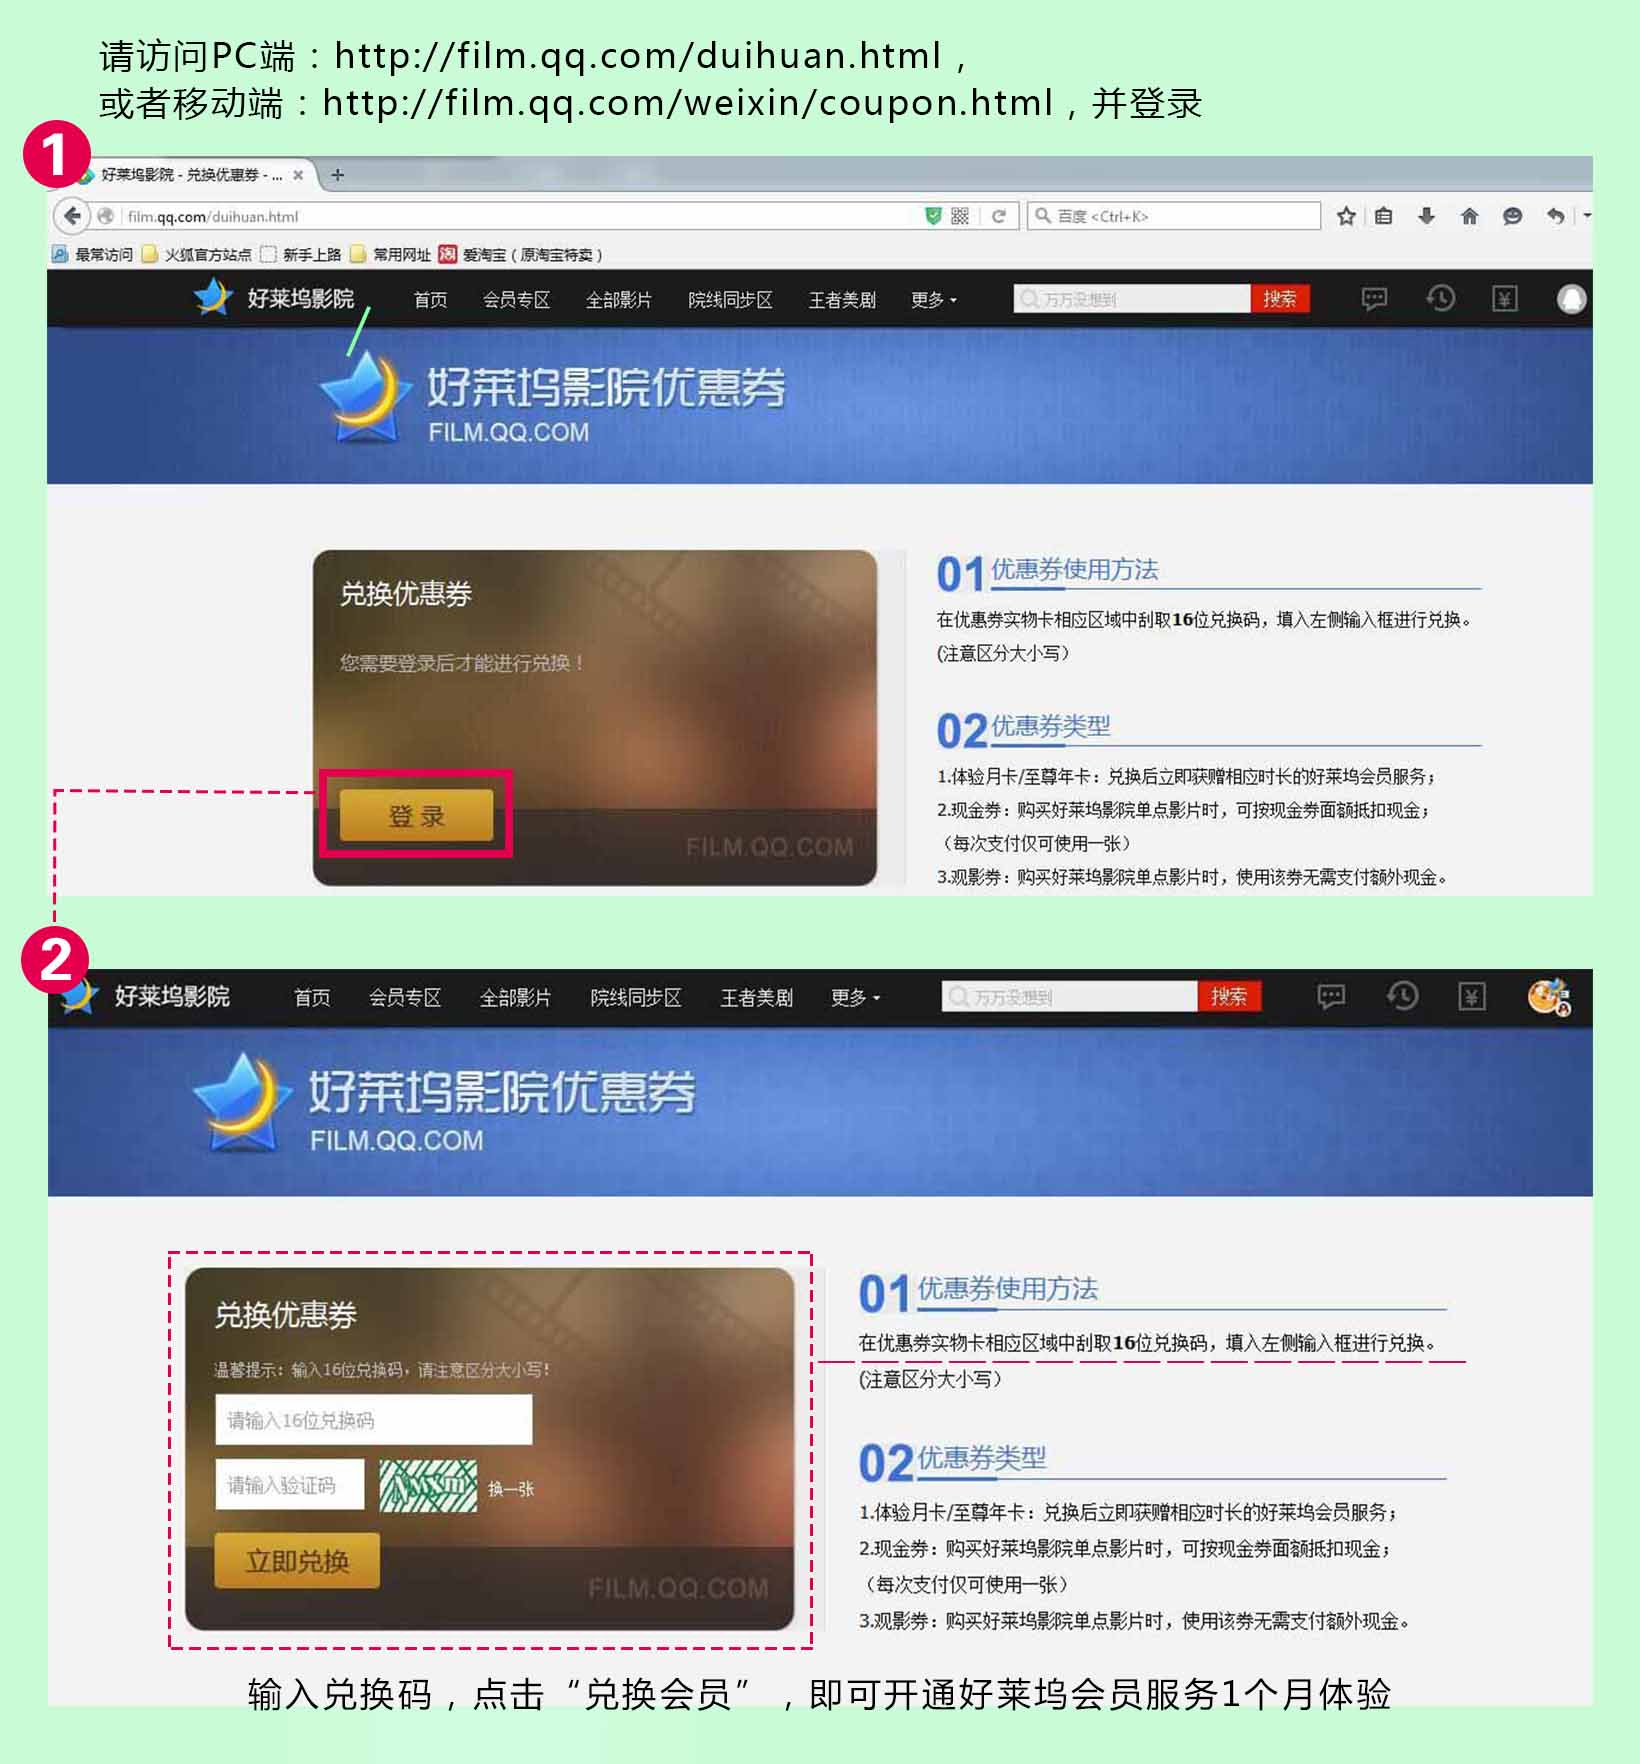 请访问PC端：http://film.qq.com/duihuan.html，
或者移动端：http://film.qq.com/weixin/coupon.html，并登录
1
好莱坞影院 - 兑换优惠券 - ... × +
film.qq.com/duihuan.html
百度 <Ctrl+K>
最常访问 火狐官方站点 新手上路 常用网址 淘 爱淘宝（原淘宝特卖）
好莱坞影院 首页 会员专区 全部影片 院线同步区 王者美剧 更多 万万没想到 搜索 ¥
好莱坞影院优惠券
FILM.QQ.COM
兑换优惠券
您需要登录后才能进行兑换！
登录
FILM.QQ.COM
01 优惠券使用方法
在优惠券实物卡相应区域中刮取16位兑换码，填入左侧输入框进行兑换。
(注意区分大小写）
02 优惠券类型
1.体验月卡/至尊年卡：兑换后立即获赠相应时长的好莱坞会员服务；
2.现金券：购买好莱坞影院单点影片时，可按现金券面额抵扣现金；
（每次支付仅可使用一张）
3.观影券：购买好莱坞影院单点影片时，使用该券无需支付额外现金。
2
好莱坞影院 首页 会员专区 全部影片 院线同步区 王者美剧 更多 万万没想到 搜索 ¥
好莱坞影院优惠券
FILM.QQ.COM
兑换优惠券
温馨提示：输入16位兑换码，请注意区分大小写！
请输入16位兑换码
请输入验证码 换一张
立即兑换
FILM.QQ.COM
01 优惠券使用方法
在优惠券实物卡相应区域中刮取16位兑换码，填入左侧输入框进行兑换。
(注意区分大小写）
02 优惠券类型
1.体验月卡/至尊年卡：兑换后立即获赠相应时长的好莱坞会员服务；
2.现金券：购买好莱坞影院单点影片时，可按现金券面额抵扣现金；
（每次支付仅可使用一张）
3.观影券：购买好莱坞影院单点影片时，使用该券无需支付额外现金。
输入兑换码，点击“兑换会员”，即可开通好莱坞会员服务1个月体验